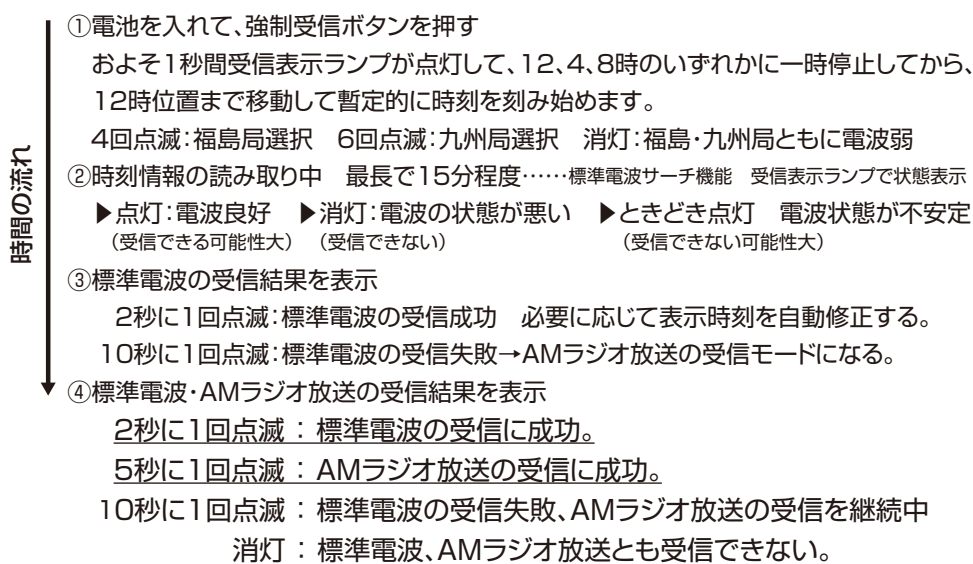 時間の流れ
①電池を入れて、強制受信ボタンを押す
およそ1秒間受信表示ランプが点灯して、12、4、8時のいずれかに一時停止してから、
12時位置まで移動して暫定的に時刻を刻み始めます。
4回点滅：福島局選択　6回点滅：九州局選択　消灯：福島・九州局ともに電波弱
②時刻情報の読み取り中　最長で15分程度……標準電波サーチ機能　受信表示ランプで状態表示
▶点灯：電波良好　▶消灯：電波の状態が悪い　▶ときどき点灯　電波状態が不安定
（受信できる可能性大）　（受信できない）　（受信できない可能性大）
③標準電波の受信結果を表示
2秒に1回点滅：標準電波の受信成功　必要に応じて表示時刻を自動修正する。
10秒に1回点滅：標準電波の受信失敗→AMラジオ放送の受信モードになる。
④標準電波・AMラジオ放送の受信結果を表示
2秒に1回点滅：標準電波の受信に成功。
5秒に1回点滅：AMラジオ放送の受信に成功。
10秒に1回点滅：標準電波の受信失敗、AMラジオ放送の受信を継続中
消灯：標準電波、AMラジオ放送とも受信できない。